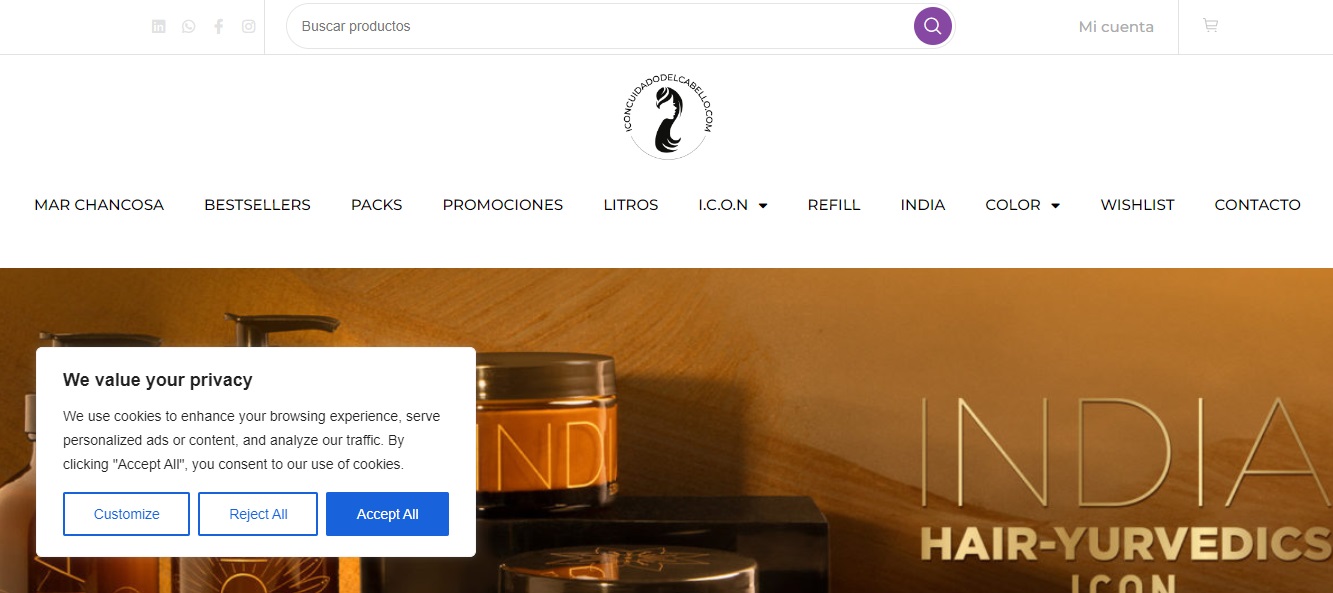 Buscar productos
Mi cuenta
ICONCUIDADODELCABELLO.COM
MAR CHANCOSA
BESTSELLERS
PACKS
PROMOCIONES
LITROS
I.C.O.N
REFILL
INDIA
COLOR
WISHLIST
CONTACTO
We value your privacy
We use cookies to enhance your browsing experience, serve
personalized ads or content, and analyze our traffic. By
clicking "Accept All", you consent to our use of cookies.
Customize
Reject All
Accept All
INDI
INDIA
HAIR-YURVEDICS
ICON